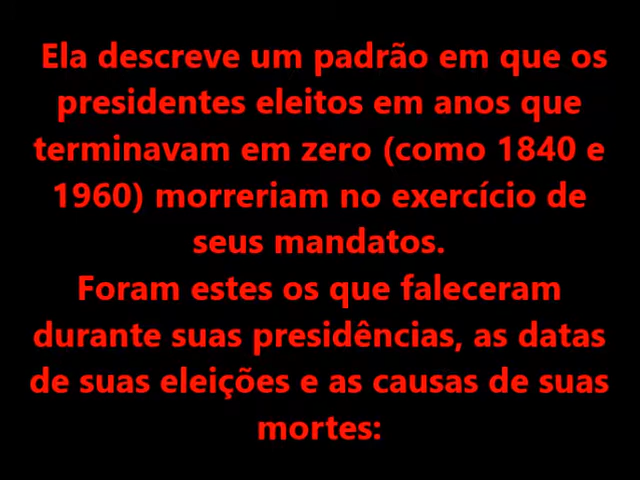 Ela descreve um padrão em que os
presidentes eleitos em anos que
terminavam em zero (como 1840 e
1960) morreriam no exercício de
seus mandatos.
Foram estes os que faleceram
durante suas presidências, as datas
de suas eleições e as causas de suas
mortes: